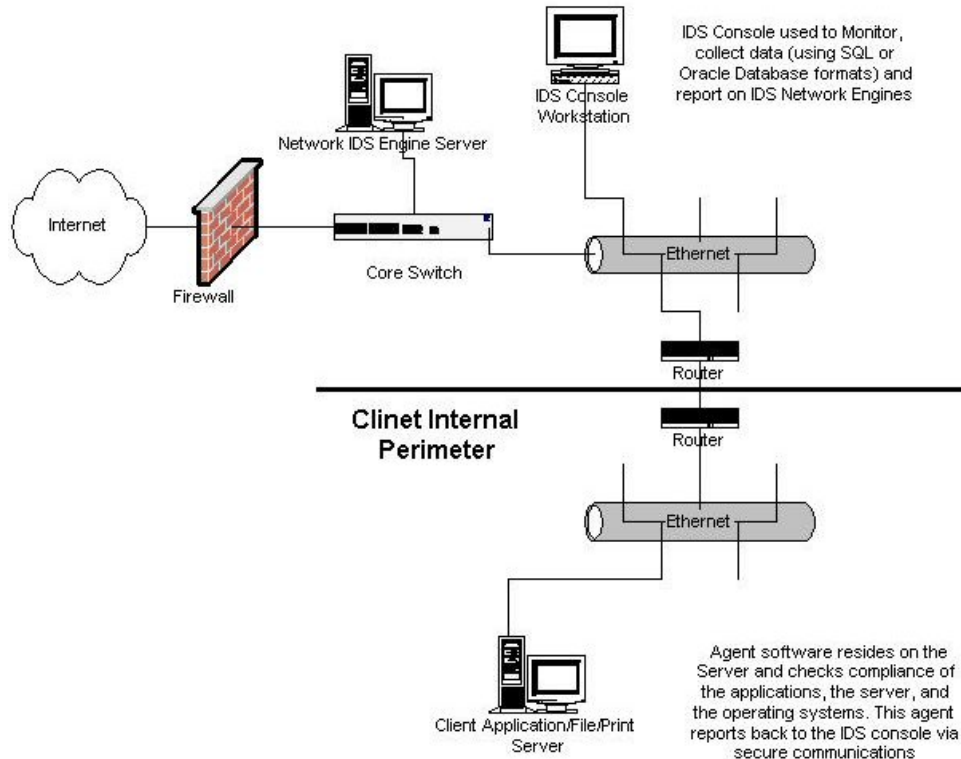 IDS Console used to Monitor,
collect data (using SQL or
Oracle Database formats) and
report on IDS Network Engines
IDS Console
Workstation
Network IDS Engine Server
Internet
Firewall
Core Switch
Ethernet
Router
Clinet Internal
Perimeter
Router
Ethernet
Client Application/File/Print
Server
Agent software resides on the
Server and checks compliance of
the applications, the server, and
the operating systems. This agent
reports back to the IDS console via
secure communications